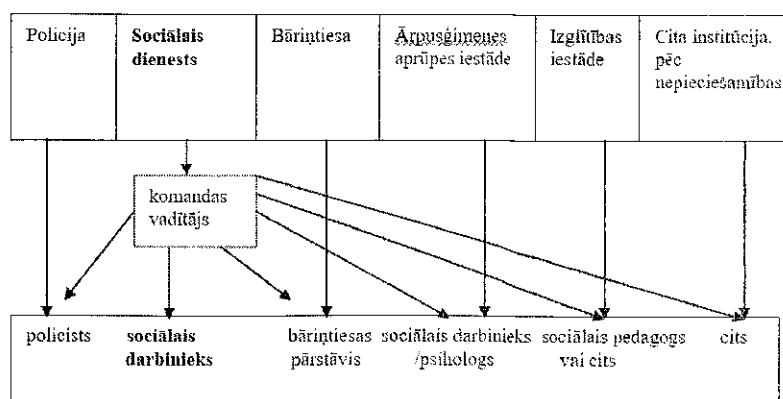 Policija
Sociālais
dienests
Bāriņtiesa
Ārpusģimenes
aprūpes iestāde
Izglītības
iestāde
Cita institūcija,
pēc
nepieciešamības
komandas
vadītājs
policists
sociālais
darbinieks
bāriņtiesas
pārstāvis
sociālais darbinieks
/psihologs
sociālais pedagogs
vai cits
cits